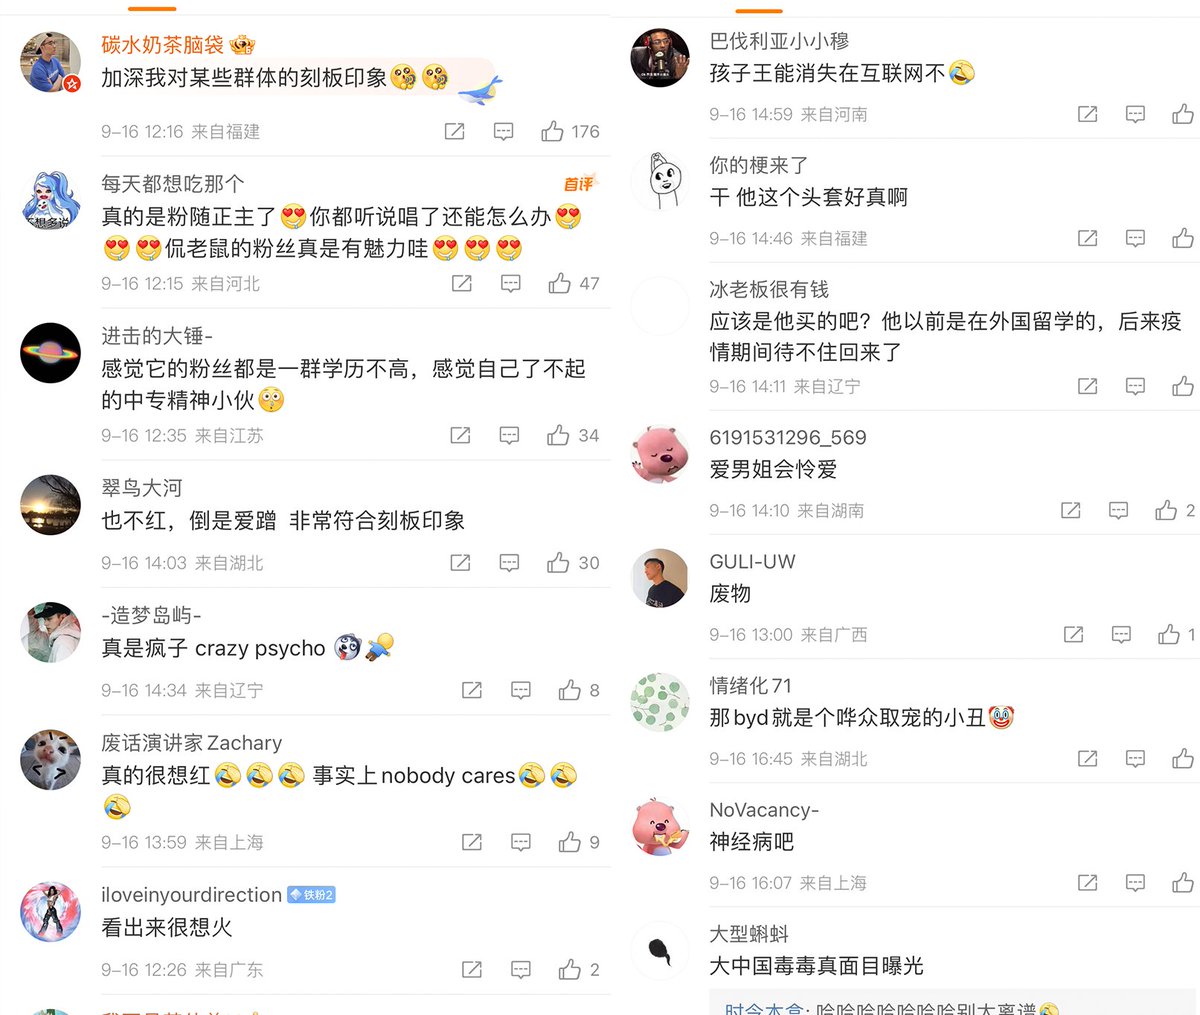 碳水奶茶脑袋
加深我对某些群体的刻板印象
9-16 12:16 来自福建
176
每天都想吃那个
首评
真的是粉随正主了😍你都听说唱了还能怎么办😍
😍😍侃老鼠的粉丝真是有魅力哇😍😍😍
9-16 12:15 来自河北
47
进击的大锤-
感觉它的粉丝都是一群学历不高，感觉自己了不起
的中专精神小伙
9-16 12:35 来自江苏
34
翠鸟大河
也不红，倒是爱蹭 非常符合刻板印象
9-16 14:03 来自湖北
30
-造梦岛屿-
真是疯子 crazy psycho
9-16 14:34 来自辽宁
8
废话演讲家Zachary
真的很想红🤣🤣🤣 事实上nobody cares🤣🤣
🤣
9-16 13:59 来自上海
9
iloveinyourdirection 铁粉2
看出来很想火
9-16 12:26 来自广东
2
巴伐利亚小小穆
孩子王能消失在互联网不🤣
9-16 14:59 来自河南
你的梗来了
干 他这个头套好真啊
9-16 14:46 来自福建
冰老板很有钱
应该是他买的吧？他以前是在外国留学的，后来疫
情期间待不住回来了
9-16 14:11 来自辽宁
6191531296_569
爱男姐会怜爱
9-16 14:10 来自湖南
2
GULI-UW
废物
9-16 13:00 来自广西
1
情绪化71
那byd就是个哗众取宠的小丑🤡
9-16 16:45 来自湖北
NoVacancy-
神经病吧
9-16 16:07 来自上海
大型蝌蚪
大中国毒毒真面目曝光